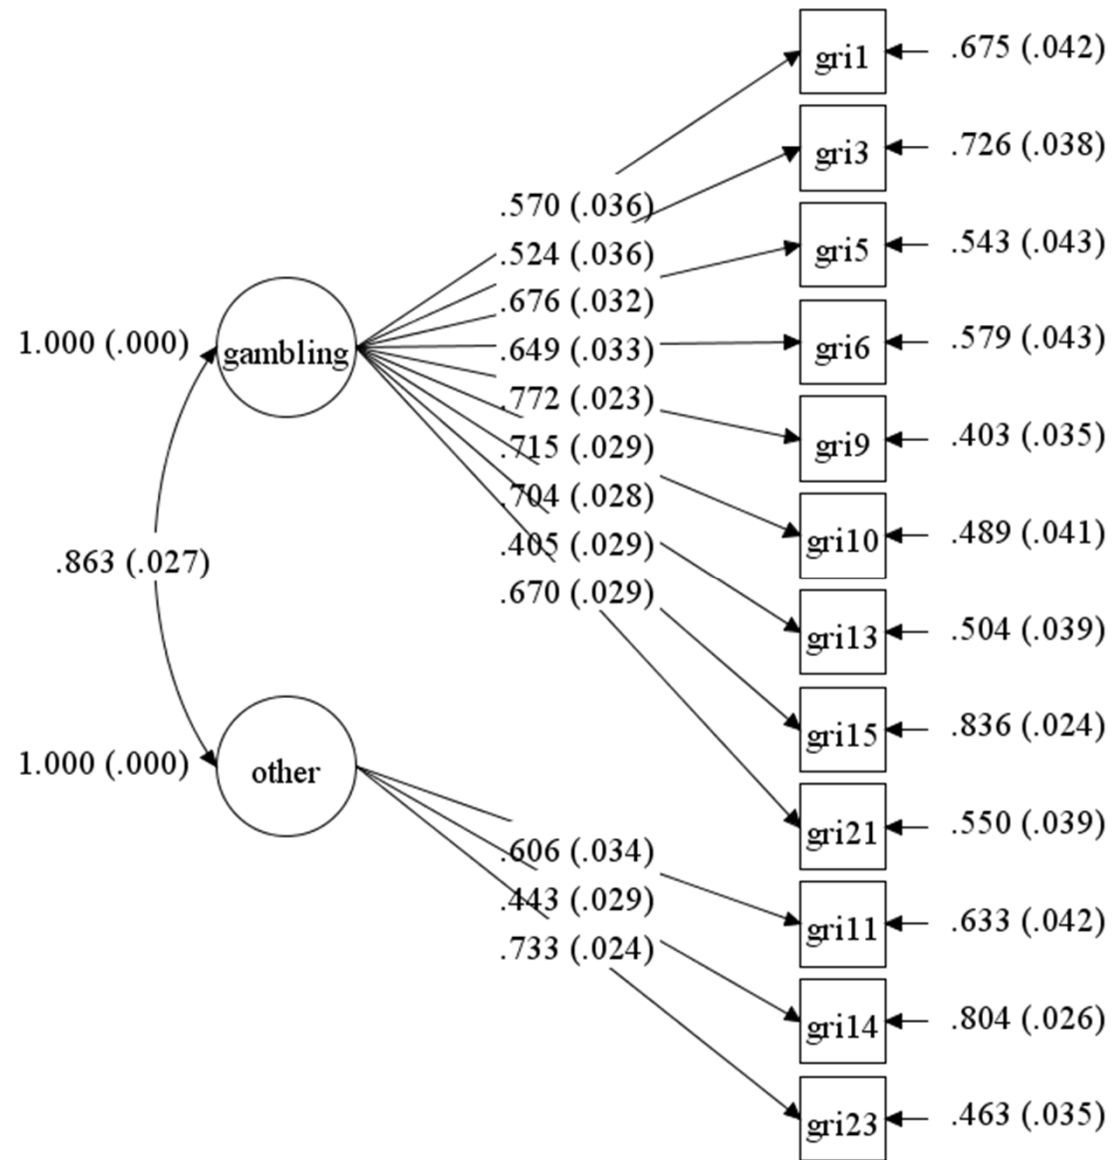 gri1
.675 (.042)
gri3
.726 (.038)
.570 (.036)
gri5
.543 (.043)
.524 (.036)
.676 (.032)
1.000 (.000)
gambling
.649 (.033)
gri6
.579 (.043)
.772 (.023)
gri9
.403 (.035)
.715 (.029)
.704 (.028)
gri10
.489 (.041)
.863 (.027)
.405 (.029)
.670 (.029)
gri13
.504 (.039)
gri15
.836 (.024)
1.000 (.000)
other
gri21
.550 (.039)
.606 (.034)
.443 (.029)
gri11
.633 (.042)
.733 (.024)
gri14
.804 (.026)
gri23
.463 (.035)